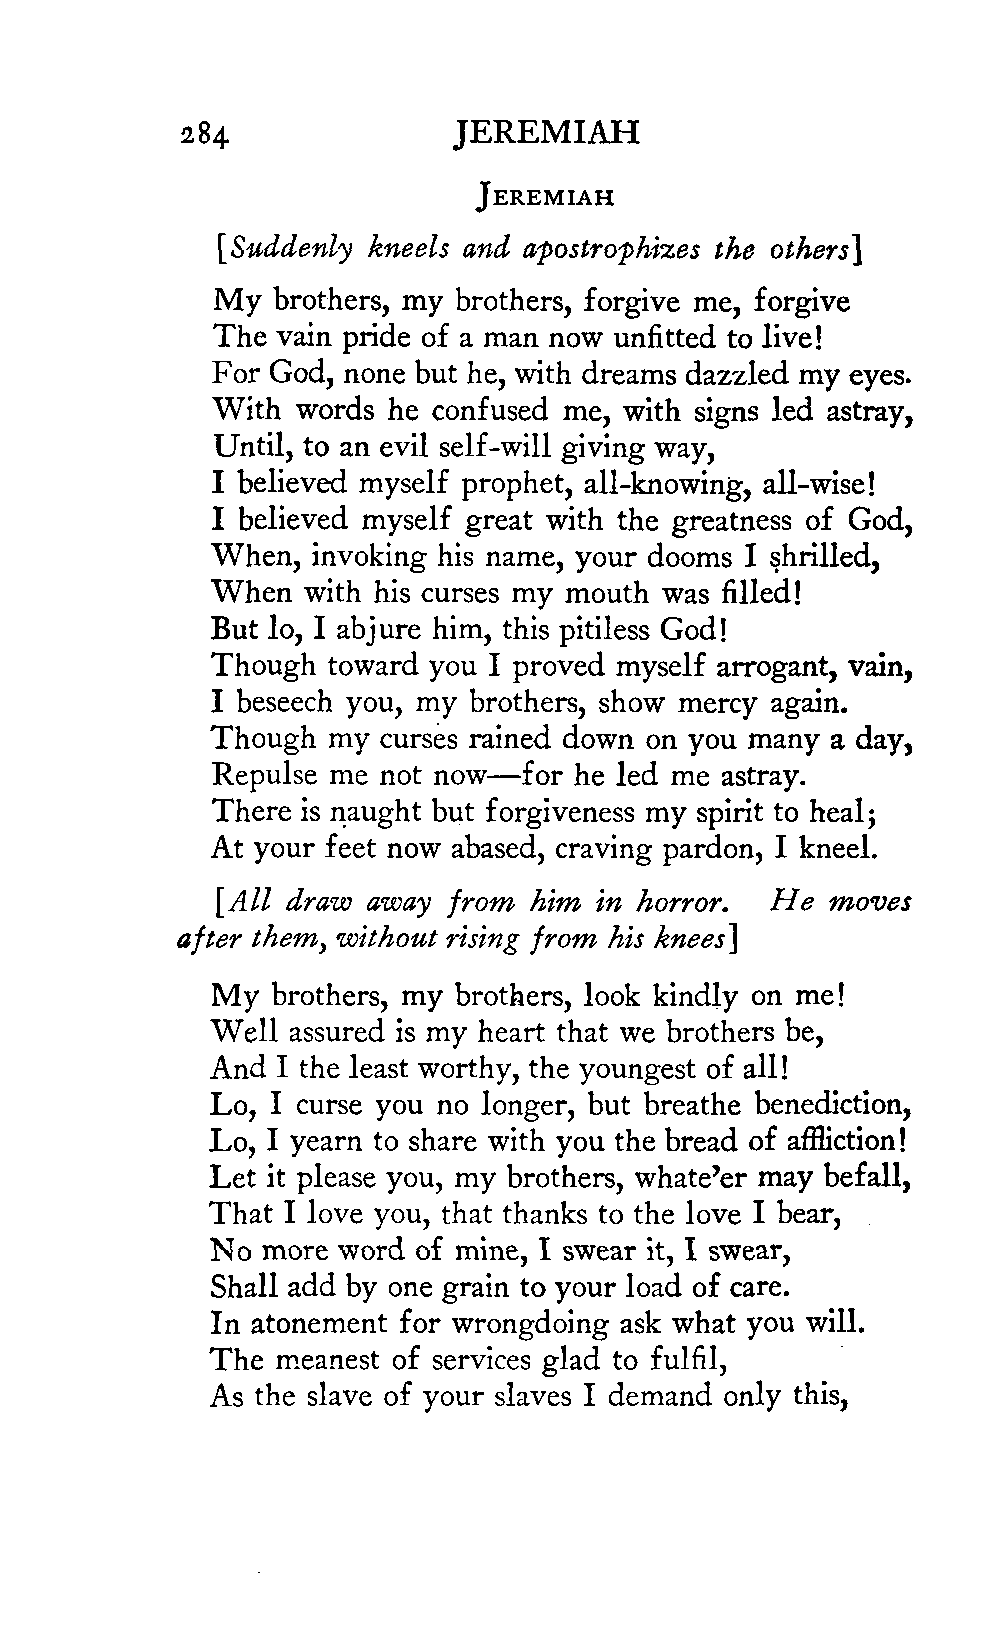 284 JEREMIAH
JEREMIAH
[Suddenly kneels and apostrophizes the others]
My brothers, my brothers, forgive me, forgive
The vain pride of a man now unfitted to live!
For God, none but he, with dreams dazzled my eyes.
With words he confused me, with signs led astray,
Until, to an evil self-will giving way,
I believed myself prophet, all-knowing, all-wise!
I believed myself great with the greatness of God,
When, invoking his name, your dooms I shrilled,
When with his curses my mouth was filled!
But lo, I abjure him, this pitiless God!
Though toward you I proved myself arrogant, vain,
I beseech you, my brothers, show mercy again.
Though my curses rained down on you many a day,
Repulse me not now—for he led me astray.
There is naught but forgiveness my spirit to heal;
At your feet now abased, craving pardon, I kneel.
[All draw away from him in horror. He moves
after them, without rising from his knees]
My brothers, my brothers, look kindly on me!
Well assured is my heart that we brothers be,
And I the least worthy, the youngest of all!
Lo, I curse you no longer, but breathe benediction,
Lo, I yearn to share with you the bread of affliction!
Let it please you, my brothers, whate'er may befall,
That I love you, that thanks to the love I bear,
No more word of mine, I swear it, I swear,
Shall add by one grain to your load of care.
In atonement for wrongdoing ask what you will.
The meanest of services glad to fulfil,
As the slave of your slaves I demand only this,